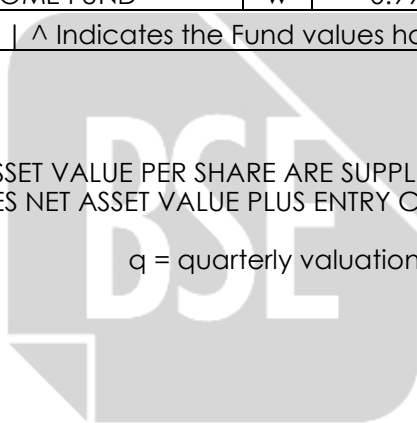 | ^ Indicates the Fund values
BSE
SSET VALUE PER SHARE ARE SUPPL
ES NET ASSET VALUE PLUS ENTRY
q = quarterly valuation